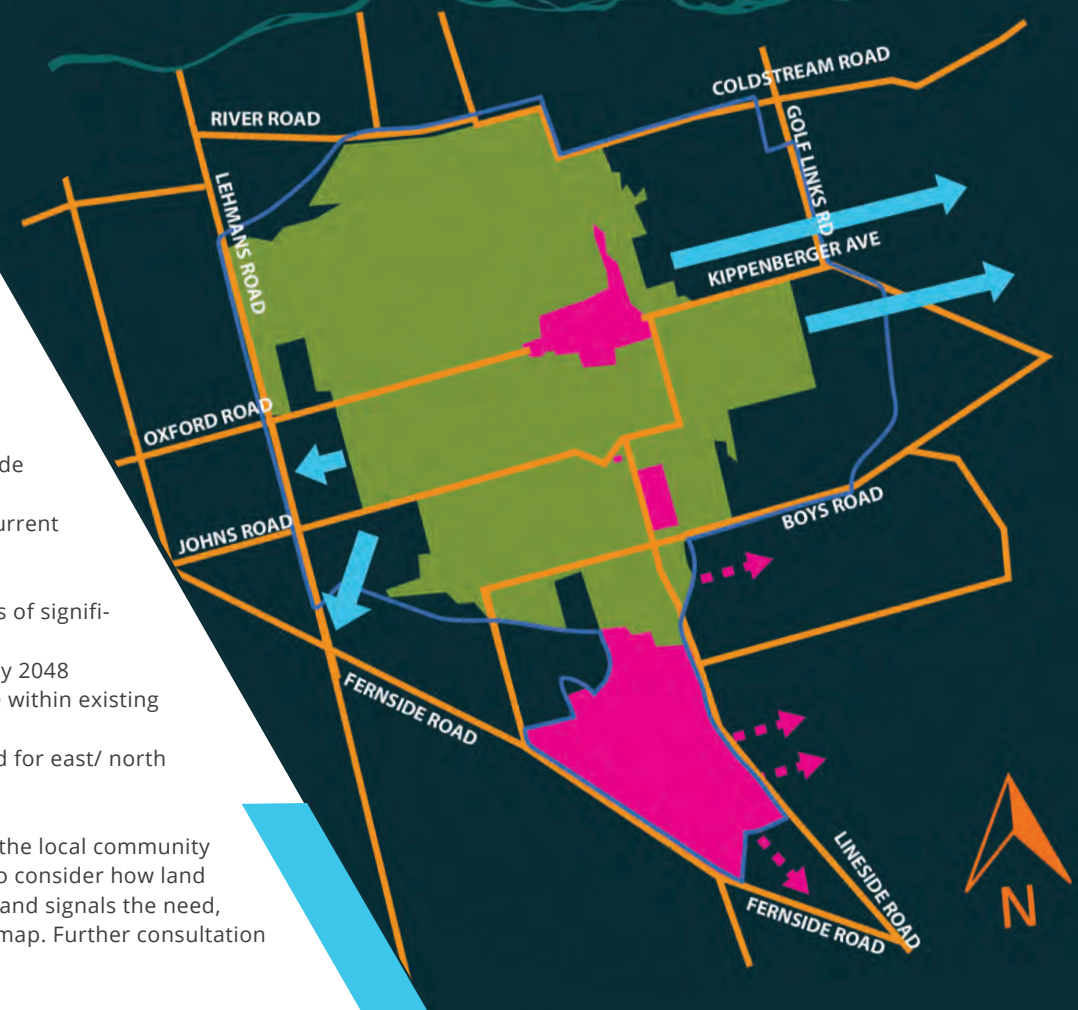 de
urrent
s of signifi-
y 2048
within existing
d for east/ north
the local community
o consider how land
and signals the need,
map. Further consultation
RIVER ROAD
COLDSTREAM ROAD
GOLF LINKS RD
LEHMANS ROAD
KIPPENBERGER AVE
OXFORD ROAD
JOHNS ROAD
BOYS ROAD
FERNSIDE ROAD
LINESIDE ROAD
FERNSIDE ROAD
N